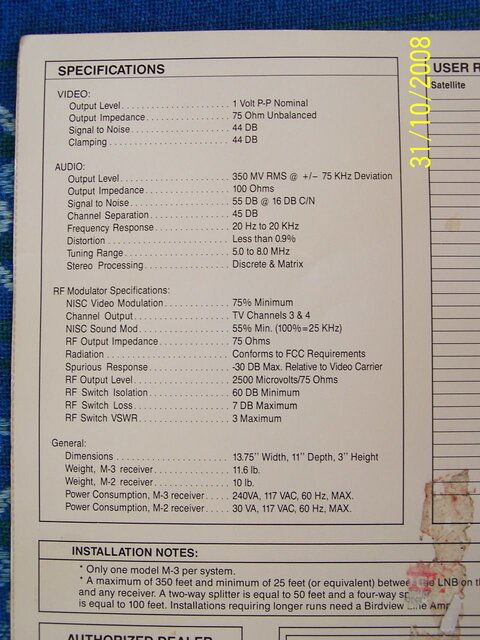 SPECIFICATIONS
VIDEO:
Output Level . . . . . . . . . . . . . . . . . . . . 1 Volt P-P Nominal
Output Impedance . . . . . . . . . . . . . . . 75 Ohm Unbalanced
Signal to Noise . . . . . . . . . . . . . . . . . . 44 DB
Clamping . . . . . . . . . . . . . . . . . . . . . . . 44 DB
AUDIO:
Output Level . . . . . . . . . . . . . . . . . . . . 350 MV RMS @ +/– 75 KHz Deviation
Output Impedance . . . . . . . . . . . . . . . 100 Ohms
Signal to Noise . . . . . . . . . . . . . . . . . . 55 DB @ 16 DB C/N
Channel Separation . . . . . . . . . . . . . . 45 DB
Frequency Response . . . . . . . . . . . . . 20 Hz to 20 KHz
Distortion . . . . . . . . . . . . . . . . . . . . . . . Less than 0.9%
Tuning Range . . . . . . . . . . . . . . . . . . . 5.0 to 8.0 MHz
Stereo Processing . . . . . . . . . . . . . . . Discrete & Matrix
RF Modulator Specifications:
NISC Video Modulation . . . . . . . . . . . 75% Minimum
Channel Output . . . . . . . . . . . . . . . . . TV Channels 3 & 4
NISC Sound Mod . . . . . . . . . . . . . . . . 55% Min. (100%=25 KHz)
RF Output Impedance . . . . . . . . . . . . 75 Ohms
Radiation . . . . . . . . . . . . . . . . . . . . . . . Conforms to FCC Requirements
Spurious Response . . . . . . . . . . . . . . -30 DB Max. Relative to Video Carrier
RF Output Level . . . . . . . . . . . . . . . . . 2500 Microvolts/75 Ohms
RF Switch Isolation . . . . . . . . . . . . . . 60 DB Minimum
RF Switch Loss . . . . . . . . . . . . . . . . . . 7 DB Maximum
RF Switch VSWR . . . . . . . . . . . . . . . . 3 Maximum
General:
Dimensions . . . . . . . . . . . . . . . . . . . . . 13.75" Width, 11" Depth, 3" Height
Weight, M-3 receiver . . . . . . . . . . . . . . 11.6 lb.
Weight, M-2 receiver . . . . . . . . . . . . . . 10 lb.
Power Consumption, M-3 receiver . . . . . 240VA, 117 VAC, 60 Hz, MAX.
Power Consumption, M-2 receiver . . . . . 30 VA, 117 VAC, 60 Hz, MAX.
INSTALLATION NOTES:
* Only one model M-3 per system.
* A maximum of 350 feet and minimum of 25 feet (or equivalent) between the LNB on
and any receiver. A two-way splitter is equal to 50 feet and a four-way
is equal to 100 feet. Installations requiring longer runs need a Birdview Line Amp
AUTHORIZED DEALER
USER R
Satellite
31/10/2008